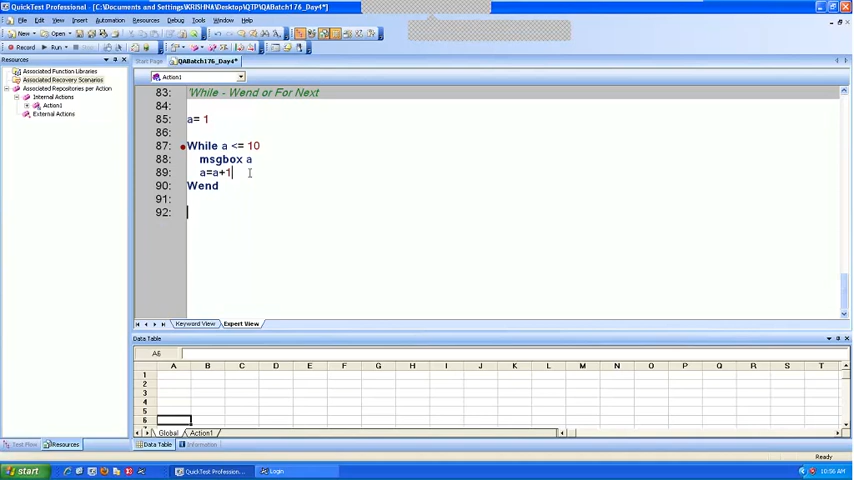 QuickTest Professional - [C:\Documents and Settings\KRISHNA\Desktop\QTP\QABatch176_Day4*]
File Edit View Insert Automation Resources Debug Tools Window Help
New
Record Run Stop
Resources
Start Page QABatch176_Day4*
Associated Function Libraries
Associated Recovery Scenarios
Associated Repositories per Action
Internal Actions
Action1
External Actions
Action1
83: 'While - Wend or For Next
84:
85: a= 1
86:
87: While a <= 10
88: msgbox a
89: a=a+1
90: Wend
91:
92:
Keyword View Expert View
Data Table
A6
A B C D E F G H I J K L M N O P Q R S T
1
2
3
4
5
6
Global Action1
Test Flow Resources
Data Table Information
Ready
start QuickTest Profession... Login 10:56 AM